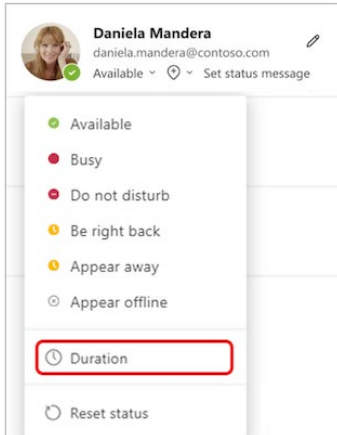 Daniela Mandera
daniela.mandera@contoso.com
Available Set status message
Available
Busy
Do not disturb
Be right back
Appear away
Appear offline
Duration
Reset status